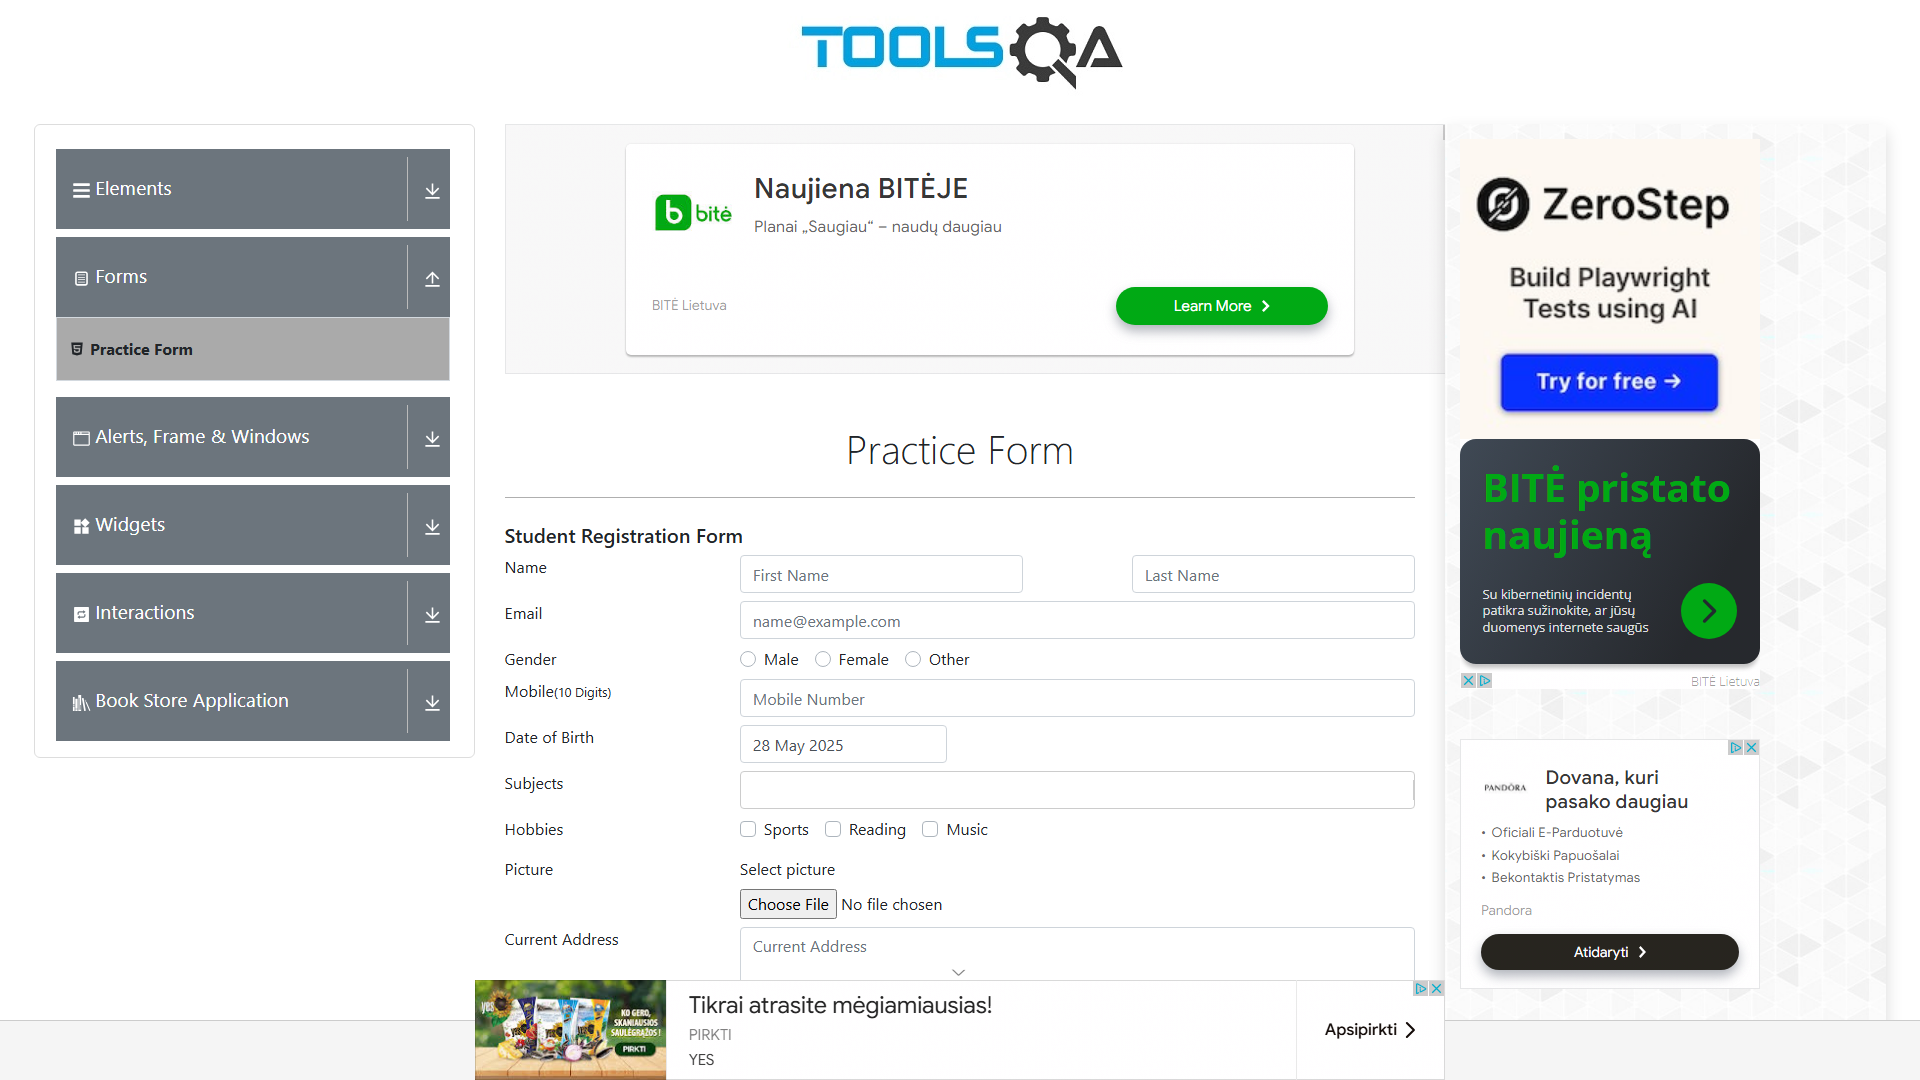 TOOLSQA
Elements
Forms
Practice Form
Alerts, Frame & Windows
Widgets
Interactions
Book Store Application
Naujiena BITĖJE
bitė
Planai „Saugiau“ – naudų daugiau
BITĖ Lietuva
Learn More
Practice Form
Student Registration Form
Name
First Name
Last Name
Email
name@example.com
Gender
Male
Female
Other
Mobile(10 Digits)
Mobile Number
Date of Birth
28 May 2025
Subjects
Hobbies
Sports
Reading
Music
Picture
Select picture
Choose File No file chosen
Current Address
Current Address
yes
KO GERO,
SKANIAUSIOS
SAULĖGRĄŽOS !
PIRKTI
Tikrai atrasite mėgiamiausias!
PIRKTI
YES
Apsipirkti
ZeroStep
Build Playwright
Tests using AI
Try for free →
BITĖ pristato
naujieną
Su kibernetinių incidentų
patikra sužinokite, ar jūsų
duomenys internete saugūs
BITĖ Lietuva
PANDÓRA
Dovana, kuri
pasako daugiau
• Oficiali E-Parduotuvė
• Kokybiški Papuošalai
• Bekontaktis Pristatymas
Pandora
Atidaryti